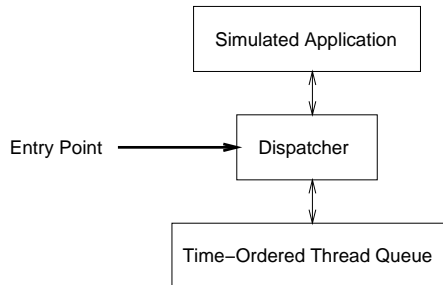 Simulated Application
Entry Point
Dispatcher
Time−Ordered Thread Queue